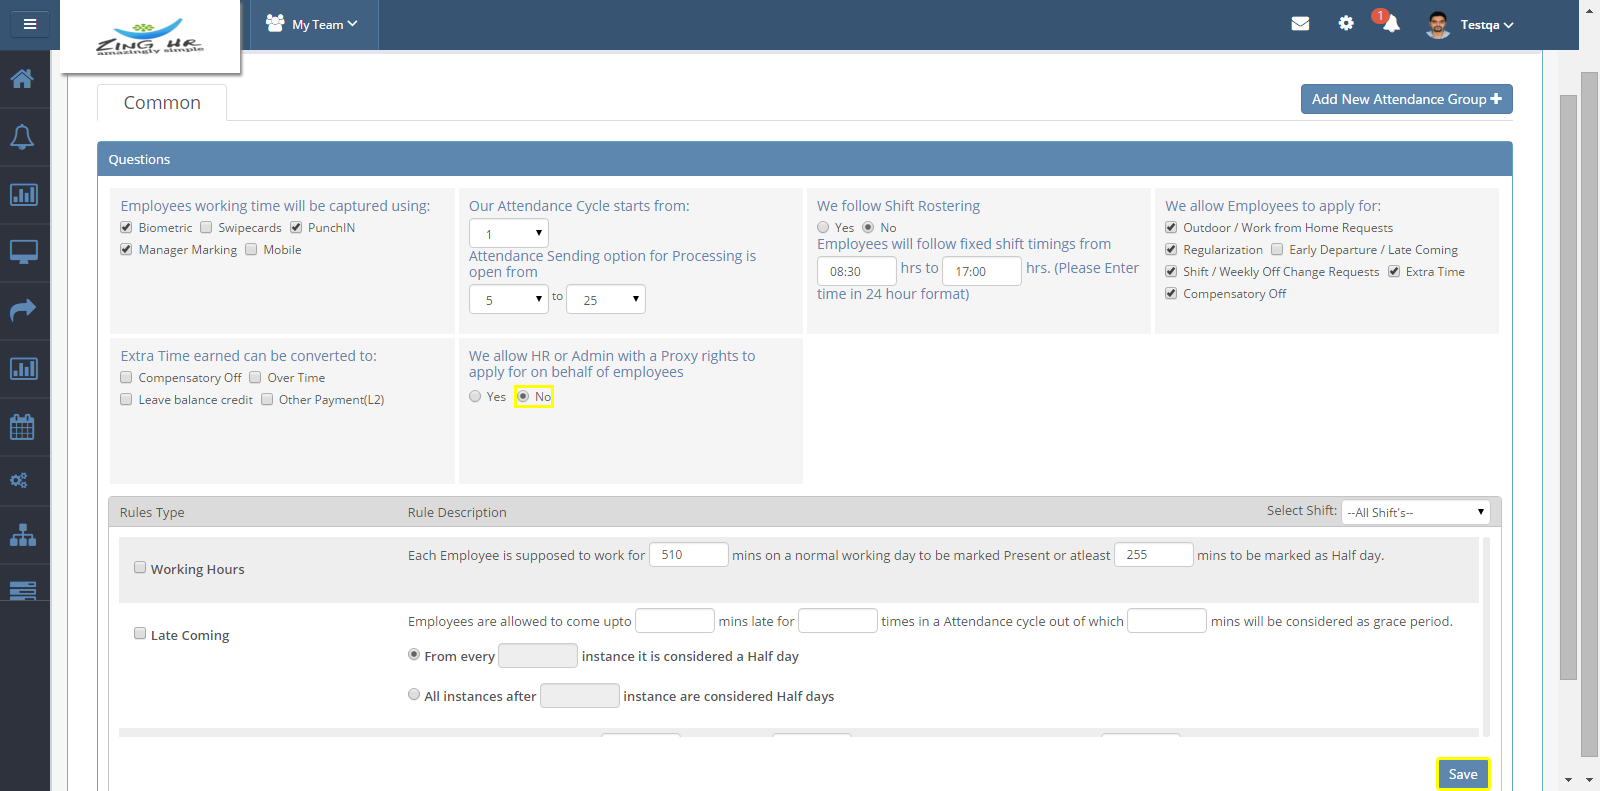 ZING HR
amazingly simple
My Team
1
Testqa
Common
Add New Attendance Group
Questions
Employees working time will be captured using:
Biometric Swipecards PunchIN
Manager Marking Mobile
Our Attendance Cycle starts from:
1
Attendance Sending option for Processing is
open from
5 to 25
We follow Shift Rostering
Yes No
Employees will follow fixed shift timings from
08:30 hrs to 17:00 hrs. (Please Enter
time in 24 hour format)
We allow Employees to apply for:
Outdoor / Work from Home Requests
Regularization Early Departure / Late Coming
Shift / Weekly Off Change Requests Extra Time
Compensatory Off
Extra Time earned can be converted to:
Compensatory Off Over Time
Leave balance credit Other Payment(L2)
We allow HR or Admin with a Proxy rights to
apply for on behalf of employees
Yes No
Rules Type Rule Description Select Shift: --All Shift's--
Working Hours
Each Employee is supposed to work for 510 mins on a normal working day to be marked Present or atleast 255 mins to be marked as Half day.
Late Coming
Employees are allowed to come upto mins late for times in a Attendance cycle out of which mins will be considered as grace period.
From every instance it is considered a Half day
All instances after instance are considered Half days
Save